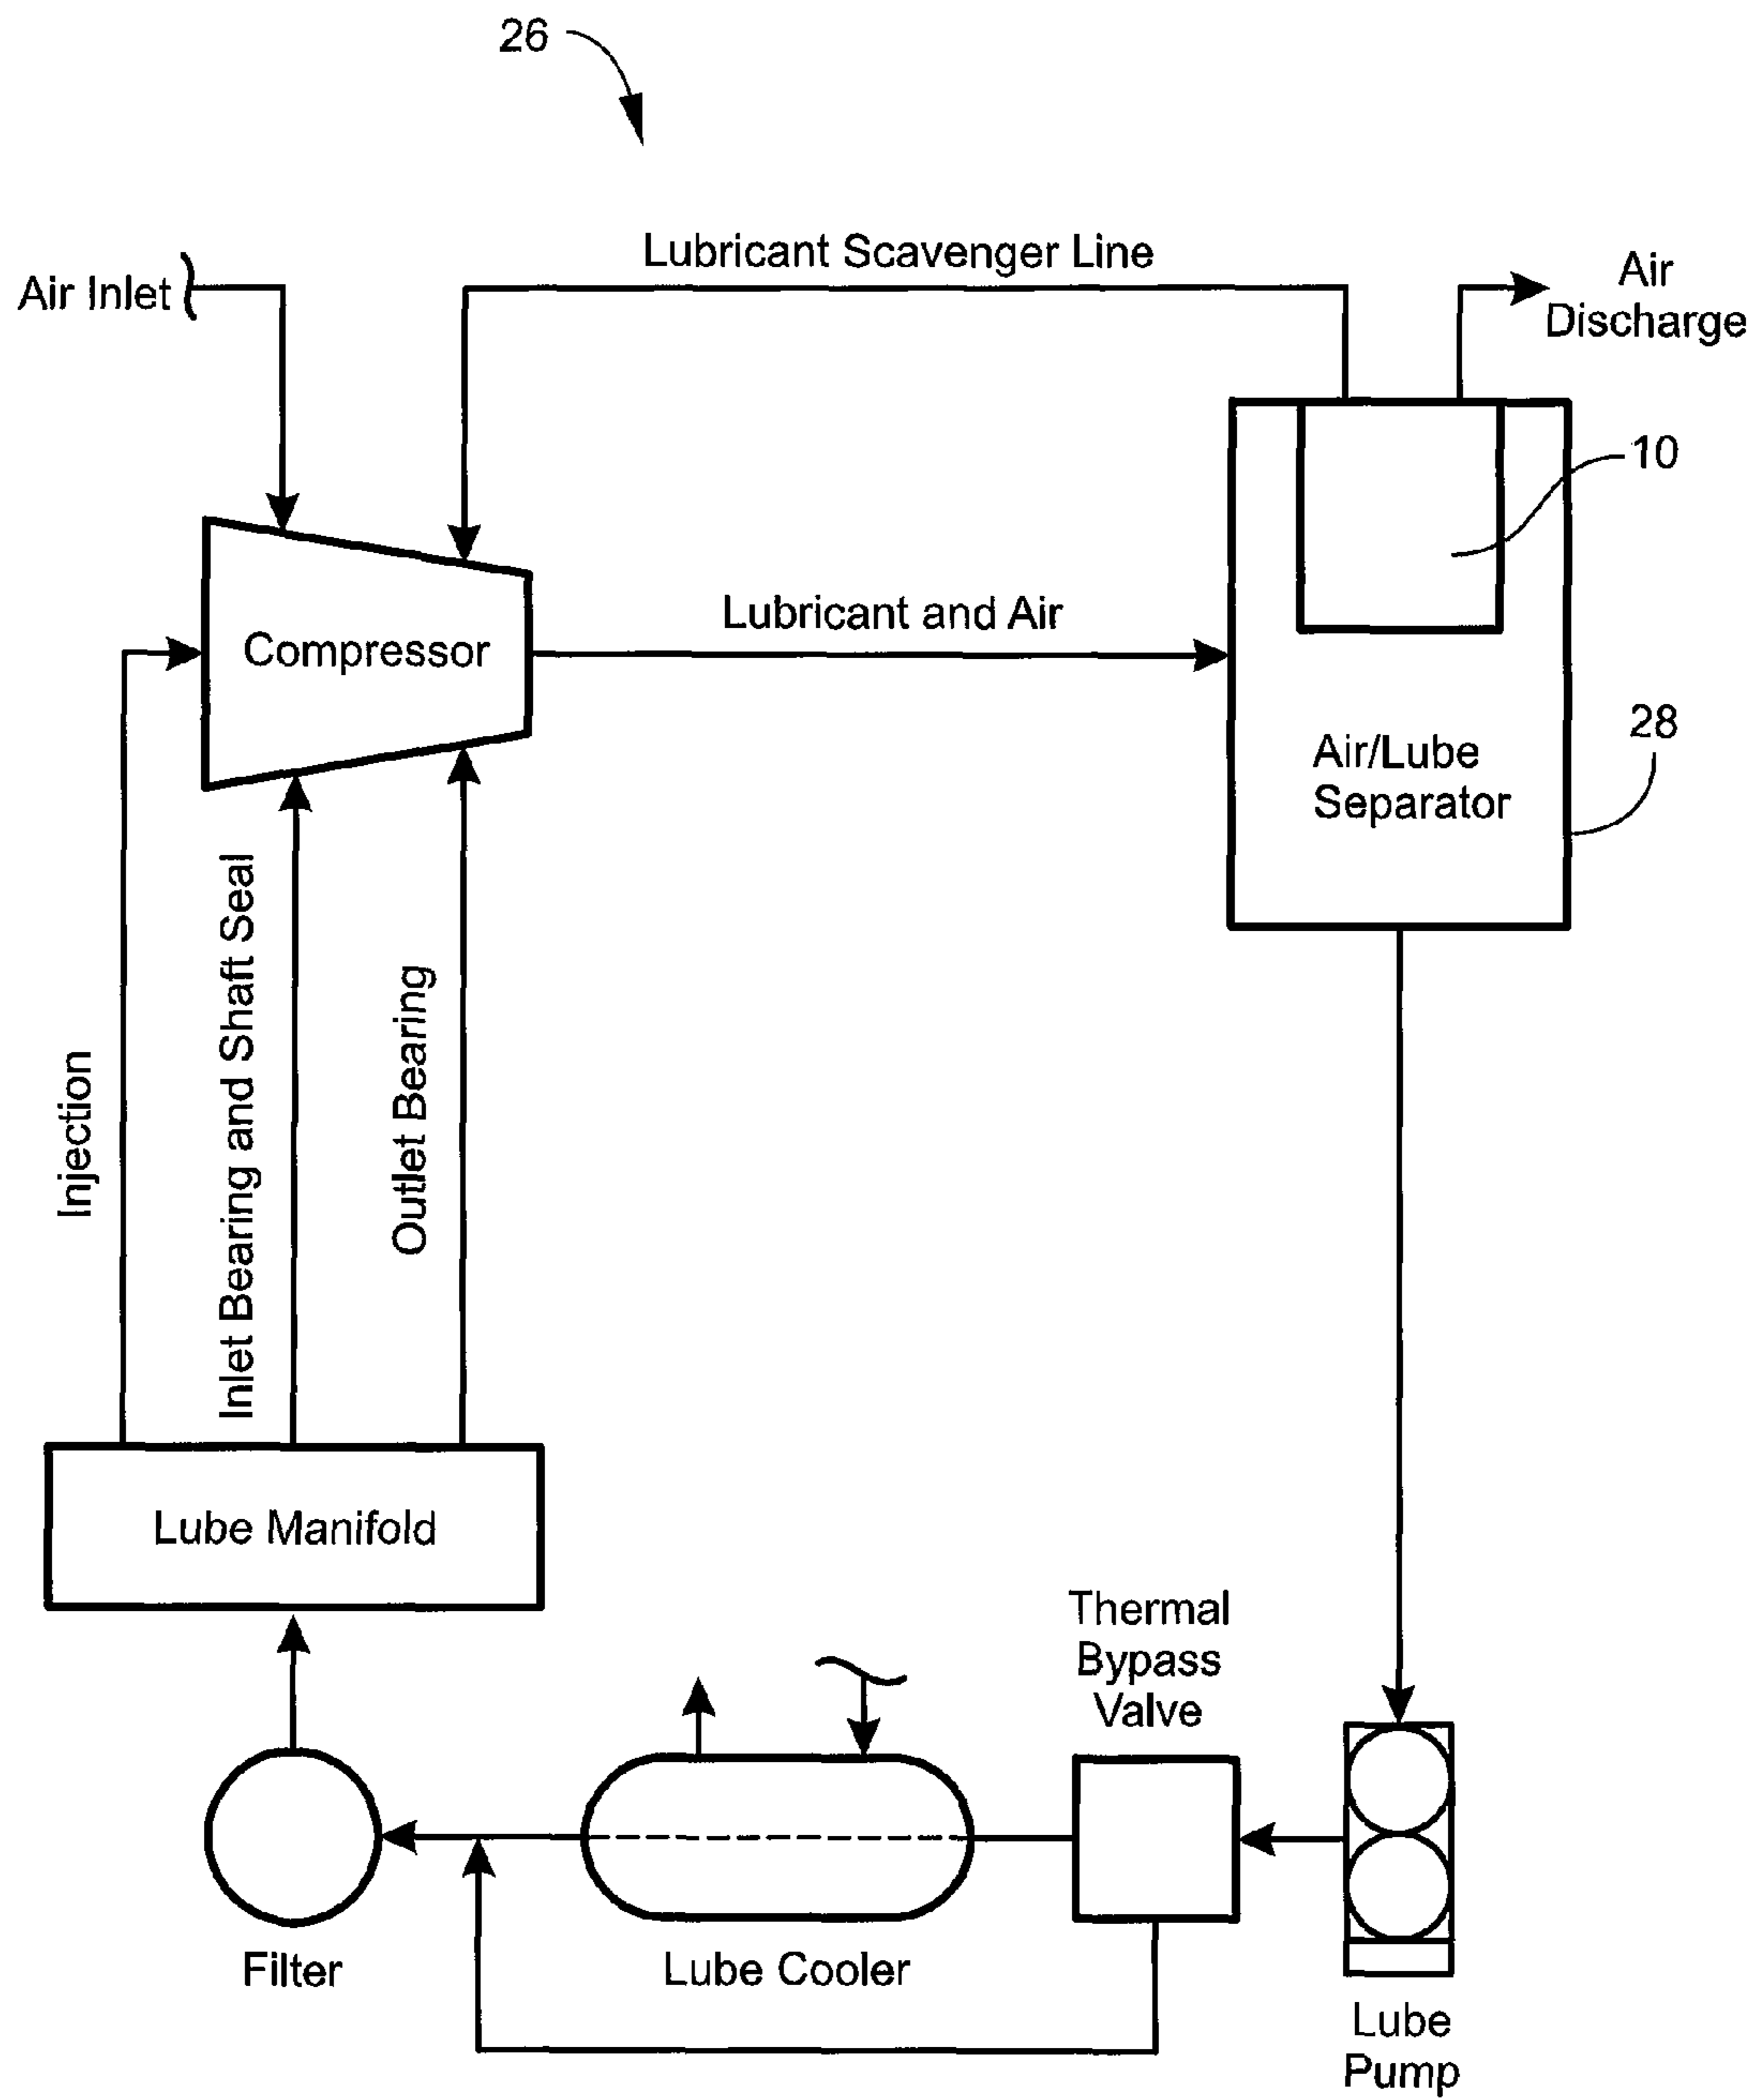 26
Lubricant Scavenger Line
Air Inlet
Air
Discharge
10
Compressor
Lubricant and Air
28
Air/Lube
Separator
Injection
Inlet Bearing and Shaft Seal
Outlet Bearing
Lube Manifold
Thermal
Bypass
Valve
Filter
Lube Cooler
Lube
Pump